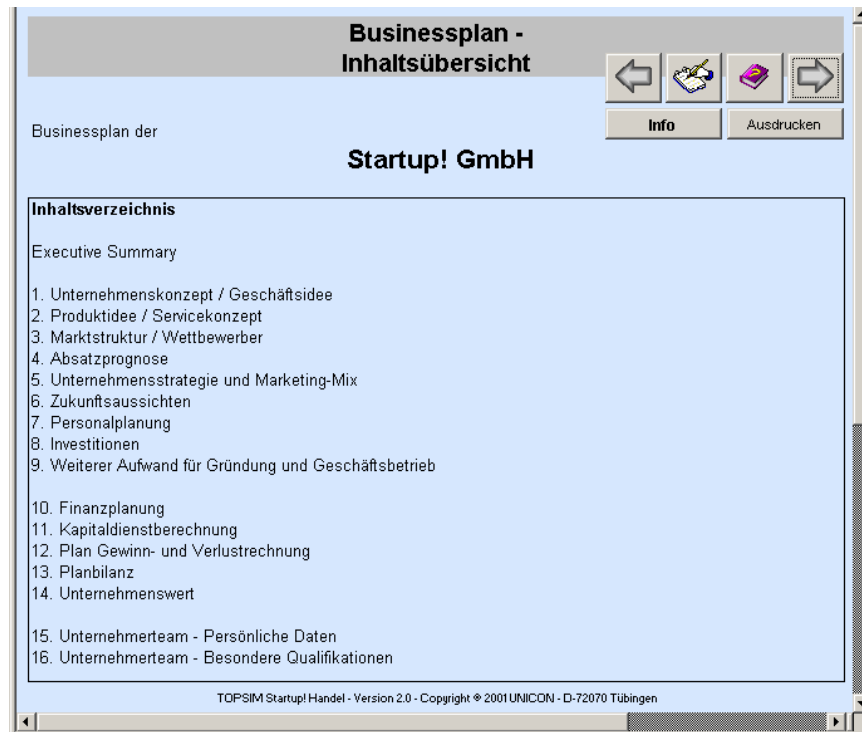 Businessplan -
Inhaltsübersicht
Info
Ausdrucken
Businessplan der
Startup! GmbH
Inhaltsverzeichnis
Executive Summary
1. Unternehmenskonzept / Geschäftsidee
2. Produktidee / Servicekonzept
3. Marktstruktur / Wettbewerber
4. Absatzprognose
5. Unternehmensstrategie und Marketing-Mix
6. Zukunftsaussichten
7. Personalplanung
8. Investitionen
9. Weiterer Aufwand für Gründung und Geschäftsbetrieb
10. Finanzplanung
11. Kapitaldienstberechnung
12. Plan Gewinn- und Verlustrechnung
13. Planbilanz
14. Unternehmenswert
15. Unternehmerteam - Persönliche Daten
16. Unternehmerteam - Besondere Qualifikationen
TOPSIM Startup! Handel - Version 2.0 - Copyright ® 2001 UNICON - D-72070 Tübingen